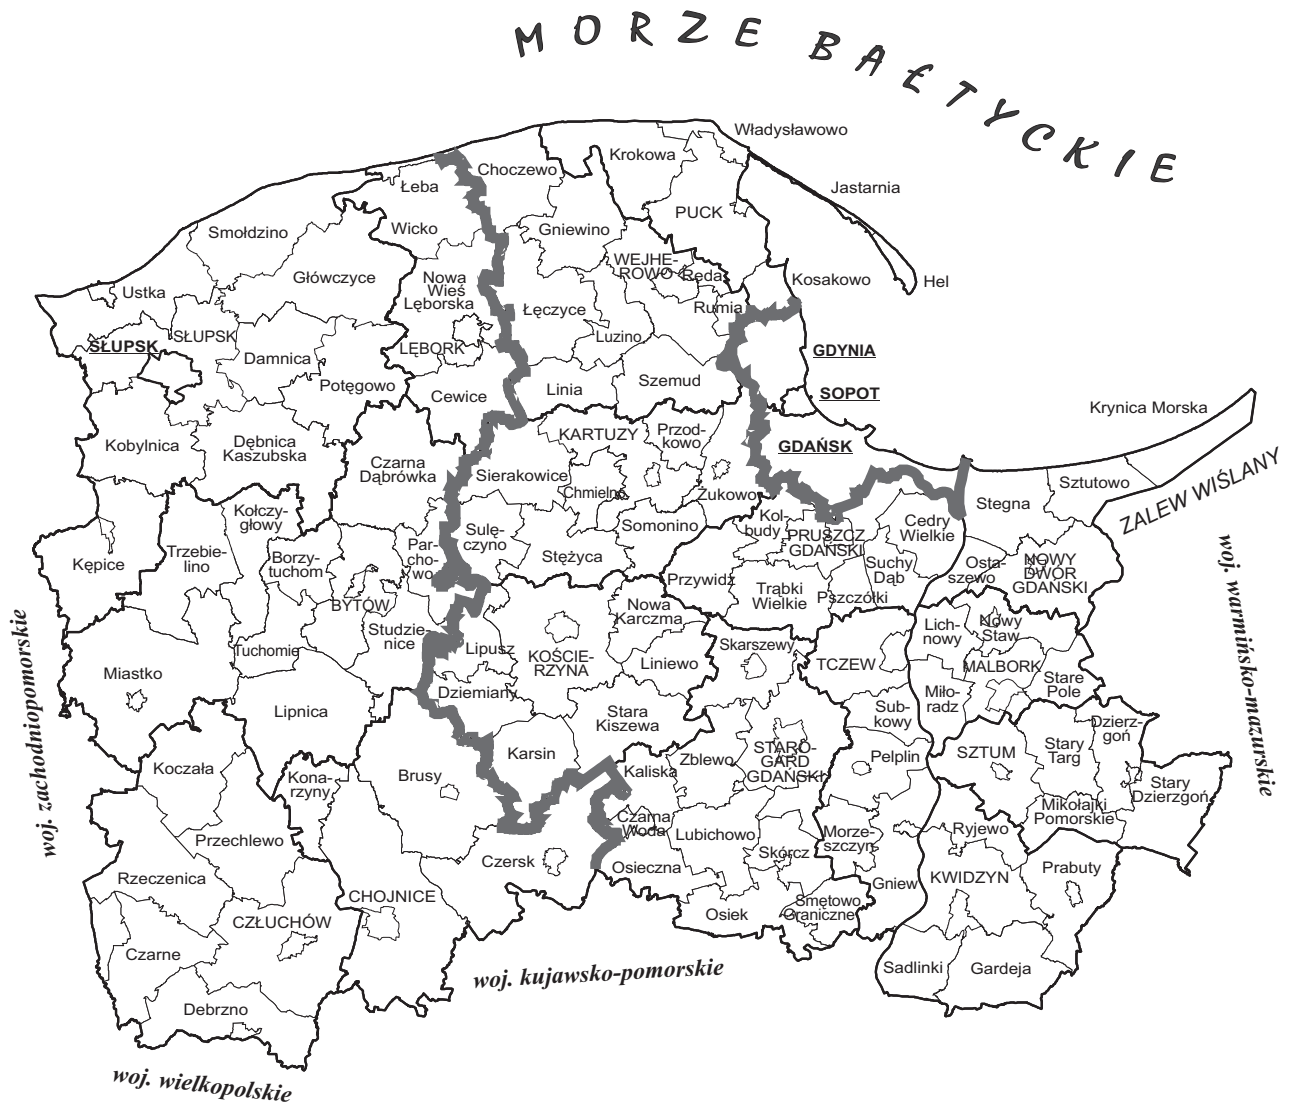 MORZE BAŁTYCKIE
Władysławowo
Krokowa
Choczewo
Jastarnia
Łeba
PUCK
Wicko
Gniewino
Smołdzino
WEJHE-
ROWO
Reda
Główczyce
Nowa
Wieś
Lęborska
Kosakowo
Hel
Ustka
Łęczyce
Rumia
SŁUPSK
SŁUPSK
Luzino
LĘBORK
GDYNIA
Damnica
Potęgowo
Szemud
Linia
Cewice
SOPOT
Krynica Morska
KARTUZY
Przod-
kowo
Kobylnica
Dębnica
Kaszubska
GDAŃSK
Czarna
Dąbrówka
Sierakowice
Chmielno
Żukowo
Sztutowo
ZALEW WIŚLANY
Stegna
Kołczy-
głowy
Kol-
budy
Somonino
Sulę-
czyno
PRUSZCZ
GDAŃSKI
Cedry
Wielkie
Trzebie-
lino
Par-
cho-
wo
Stężyca
Borzy-
tuchom
Kępice
Suchy
Dąb
Osta-
szewo
NOWY
DWÓR
GDAŃSKI
Przywidz
Trąbki
Wielkie
Pszczółki
BYTÓW
Nowa
Karczma
Studzie-
nice
Lich-
nowy
Nowy
Staw
Tuchomie
Lipusz
KOŚCIE-
RZYNA
Liniewo
Skarszewy
TCZEW
MALBORK
Miastko
Stare
Pole
Dziemiany
Miło-
radz
Lipnica
Stara
Kiszewa
Sub-
kowy
Dzierz-
goń
Karsin
Zblewo
STARO-
GARD
GDAŃSKI
Pelplin
SZTUM
Stary
Targ
Koczała
Kona-
rzyny
Brusy
Kaliska
Stary
Dzierzgoń
Mikołajki
Pomorskie
Czarna
Woda
Lubichowo
Morze-
szczyn
Ryjewo
Przechlewo
Skórcz
Czersk
Osieczna
Prabuty
Rzeczenica
KWIDZYN
Gniew
CHOJNICE
Smętowo
Graniczne
Osiek
CZŁUCHÓW
Czarne
Sadlinki
Gardeja
Debrzno
woj. zachodniopomorskie
woj. warmińsko-mazurskie
woj. kujawsko-pomorskie
woj. wielkopolskie